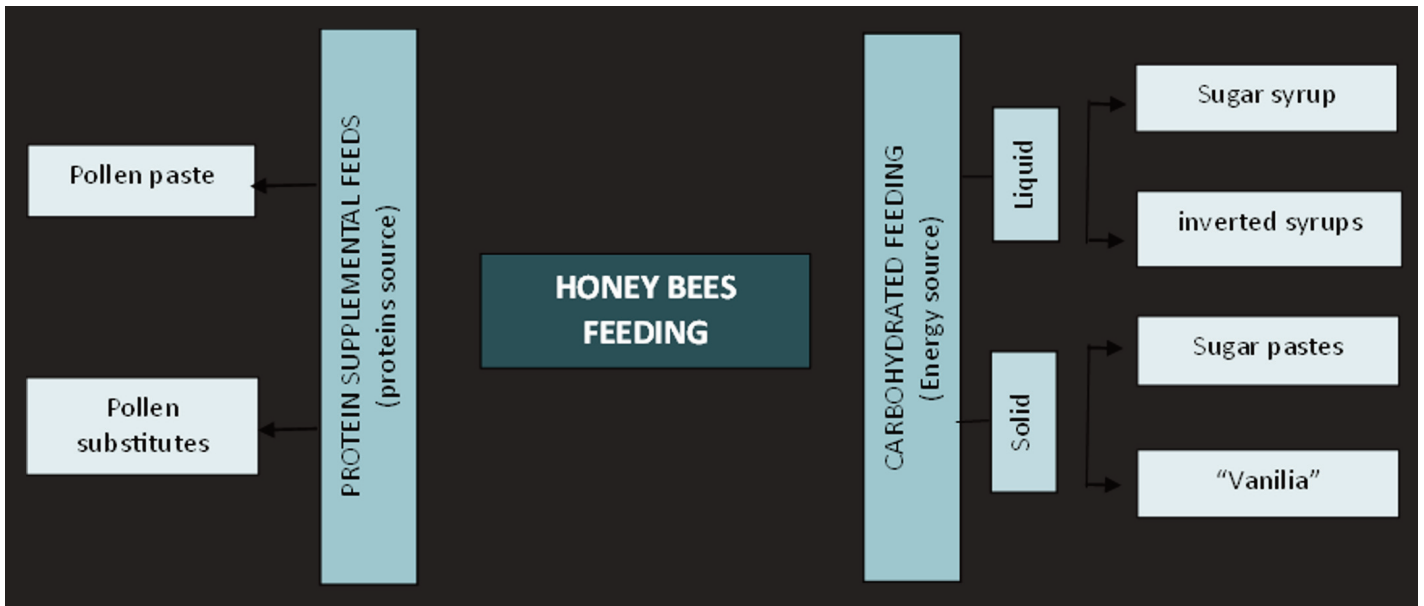 Pollen paste
Pollen
substitutes
PROTEIN SUPPLEMENTAL FEEDS
(proteins source)
HONEY BEES
FEEDING
CARBOHYDRATED FEEDING
(Energy source)
Liquid
Solid
Sugar syrup
inverted syrups
Sugar pastes
“Vanilia”